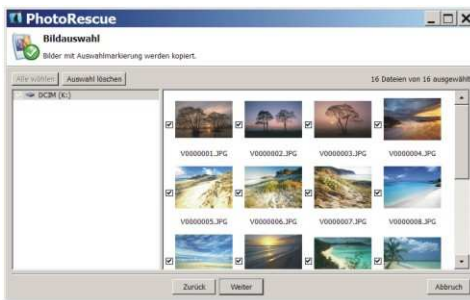 PhotoRescue
Bildauswahl
Bilder mit Auswahlmarkierung werden kopiert.
Alle wählen Auswahl löschen 16 Dateien von 16 ausgewählt
DCIM (K:)
V0000001.JPG V0000002.JPG V0000003.JPG V0000004.JPG
V0000005.JPG V0000006.JPG V0000007.JPG V0000008.JPG
Zurück Weiter Abbruch